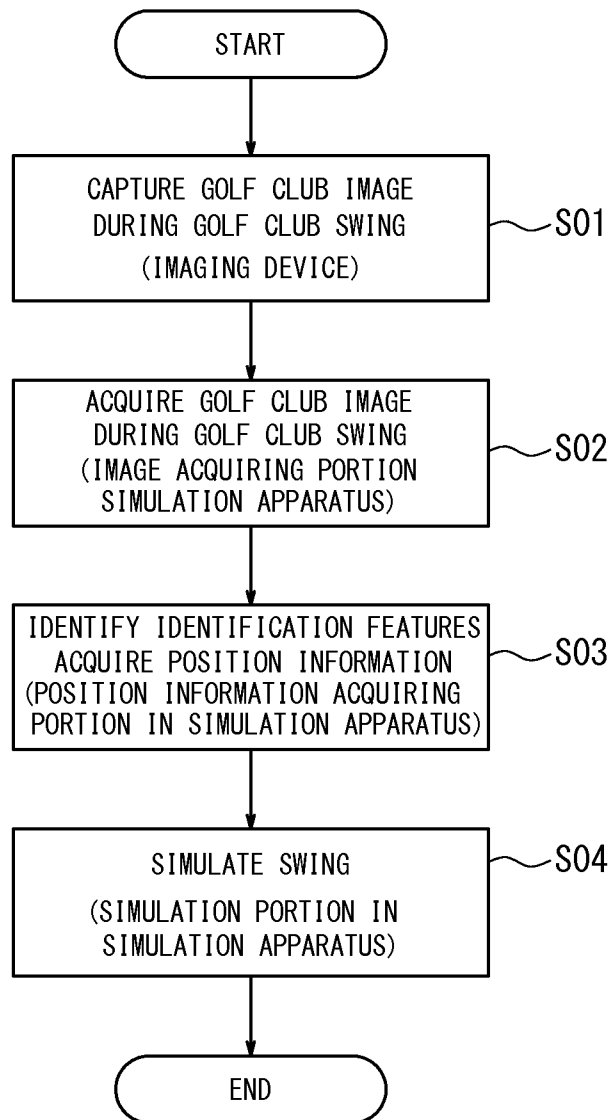 START
CAPTURE GOLF CLUB IMAGE
DURING GOLF CLUB SWING
(IMAGING DEVICE)
S01
ACQUIRE GOLF CLUB IMAGE
DURING GOLF CLUB SWING
(IMAGE ACQUIRING PORTION
SIMULATION APPARATUS)
S02
IDENTIFY IDENTIFICATION FEATURES
ACQUIRE POSITION INFORMATION
(POSITION INFORMATION ACQUIRING
PORTION IN SIMULATION APPARATUS)
S03
SIMULATE SWING
(SIMULATION PORTION IN
SIMULATION APPARATUS)
S04
END